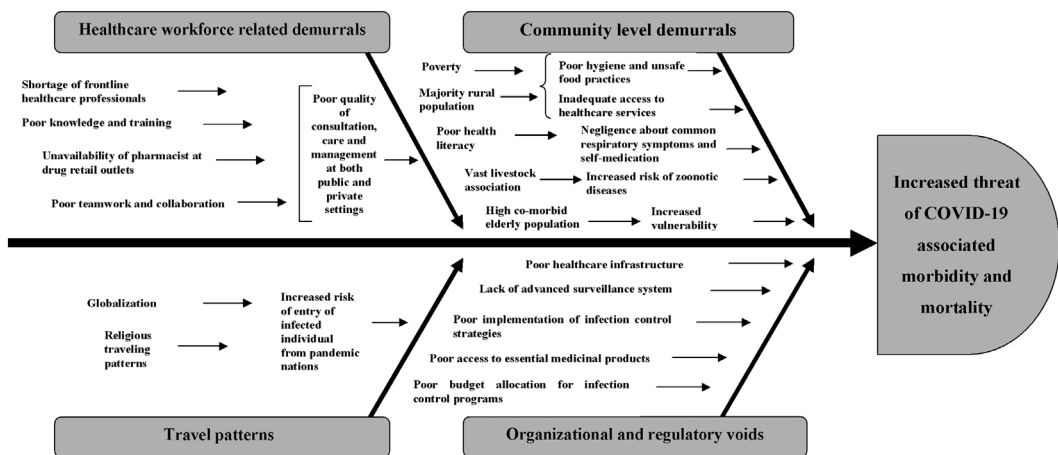 Healthcare workforce related demurrals
Community level demurrals
Shortage of frontline
healthcare professionals
Poor knowledge and training
Unavailability of pharmacist at
drug retail outlets
Poor teamwork and collaboration
Poor quality
of
consultation,
care and
management
at both
public and
private
settings
Poverty
Majority rural
population
Poor hygiene and unsafe
food practices
Inadequate access to
healthcare services
Poor health
literacy
Negligence about common
respiratory symptoms and
self-medication
Vast livestock
association
Increased risk of zoonotic
diseases
High co-morbid
elderly population
Increased
vulnerability
Increased threat
of COVID-19
associated
morbidity and
mortality
Globalization
Religious
traveling
patterns
Increased risk
of entry of
infected
individual
from pandemic
nations
Poor healthcare infrastructure
Lack of advanced surveillance system
Poor implementation of infection control
strategies
Poor access to essential medicinal products
Poor budget allocation for infection
control programs
Travel patterns
Organizational and regulatory voids